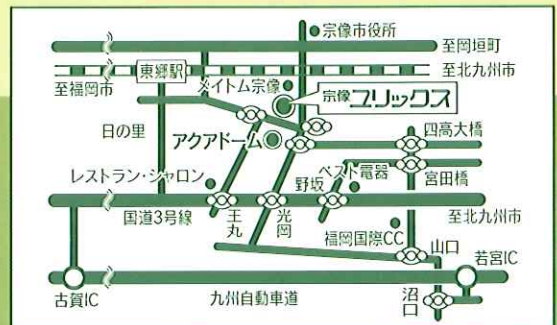 宗像市役所
至岡垣町
東郷駅
至北九州市
至福岡市
メイトム宗像
宗像ユリックス
日の里
アクアドーム
四高大橋
レストラン・シャロン
野坂
ベスト電器
宮田橋
国道3号線
王丸
光岡
至北九州市
福岡国際CC
山口
若宮IC
古賀IC
九州自動車道
沼口